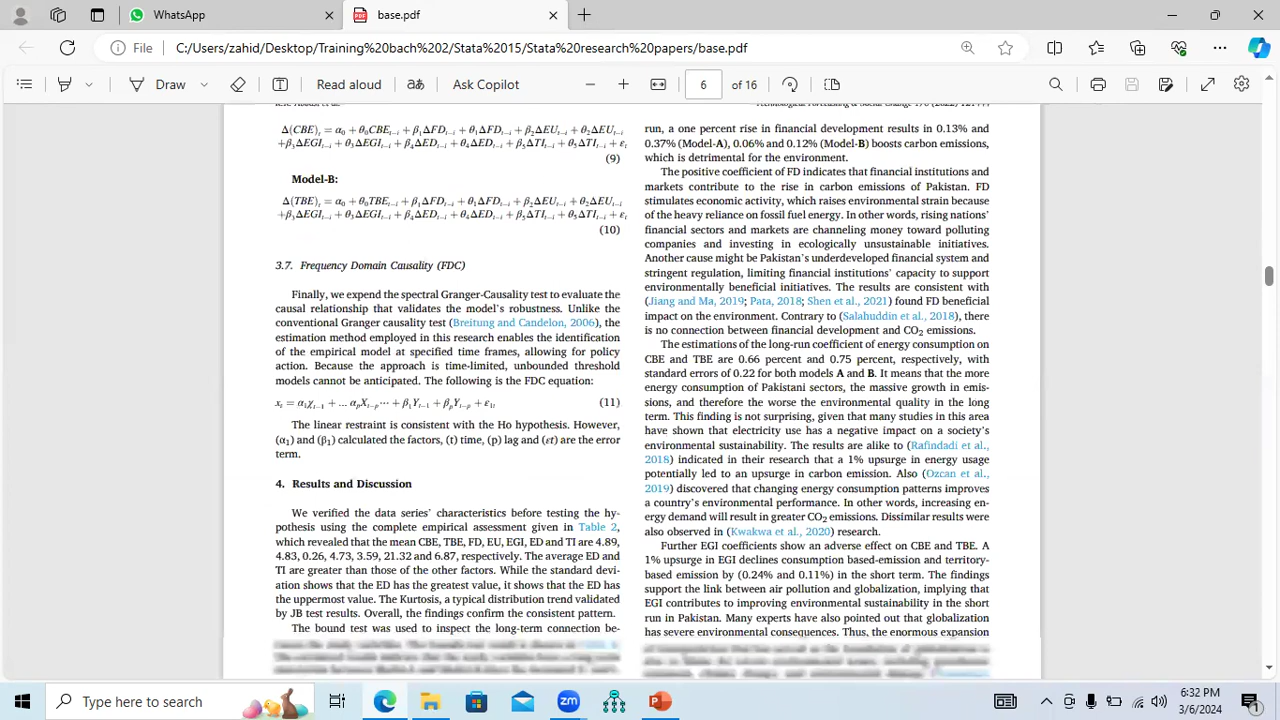 base.pdf
File
C:/Users/zahid/Desktop/Training%20bach%202/Stata%2015/Stata%20research%20papers/base.pdf
Draw
Read aloud
Ask Copilot
6
of 16
Δ(CBE)t = α0 + θ0CBEt−i + β1ΔFDt−i + θ1ΔFDt−i + β2ΔEUt−i + θ2ΔEUt−i
+β3ΔEGIt−i + θ3ΔEGIt−i + β4ΔEDt−i + θ4ΔEDt−i + β5ΔTIt−i + θ5ΔTIt−i + εt
(9)
Model-B:
Δ(TBE)t = α0 + θ0TBEt−i + β1ΔFDt−i + θ1ΔFDt−i + β2ΔEUt−i + θ2ΔEUt−i
+β3ΔEGIt−i + θ3ΔEGIt−i + β4ΔEDt−i + θ4ΔEDt−i + β5ΔTIt−i + θ5ΔTIt−i + εt
(10)
3.7. Frequency Domain Causality (FDC)
Finally, we expend the spectral Granger-Causality test to evaluate the
causal relationship that validates the model's robustness. Unlike the
conventional Granger causality test (Breitung and Candelon, 2006), the
estimation method employed in this research enables the identification
of the empirical model at specified time frames, allowing for policy
action. Because the approach is time-limited, unbounded threshold
models cannot be anticipated. The following is the FDC equation:
xt = α1χt−1 + ... αpXt−p··· + β1Yt−1 + βpYt−p + ε1t
(11)
The linear restraint is consistent with the Ho hypothesis. However,
(α1) and (β1) calculated the factors, (t) time, (p) lag and (εt) are the error
term.
4. Results and Discussion
We verified the data series' characteristics before testing the hy-
pothesis using the complete empirical assessment given in Table 2,
which revealed that the mean CBE, TBE, FD, EU, EGI, ED and TI are 4.89,
4.83, 0.26, 4.73, 3.59, 21.32 and 6.87, respectively. The average ED and
TI are greater than those of the other factors. While the standard devi-
ation shows that the ED has the greatest value, it shows that the ED has
the uppermost value. The Kurtosis, a typical distribution trend validated
by JB test results. Overall, the findings confirm the consistent pattern.
The bound test was used to inspect the long-term connection be-
run, a one percent rise in financial development results in 0.13% and
0.37% (Model-A), 0.06% and 0.12% (Model-B) boosts carbon emissions,
which is detrimental for the environment.
The positive coefficient of FD indicates that financial institutions and
markets contribute to the rise in carbon emissions of Pakistan. FD
stimulates economic activity, which raises environmental strain because
of the heavy reliance on fossil fuel energy. In other words, rising nations'
financial sectors and markets are channeling money toward polluting
companies and investing in ecologically unsustainable initiatives.
Another cause might be Pakistan's underdeveloped financial system and
stringent regulation, limiting financial institutions' capacity to support
environmentally beneficial initiatives. The results are consistent with
(Jiang and Ma, 2019; Pata, 2018; Shen et al., 2021) found FD beneficial
impact on the environment. Contrary to (Salahuddin et al., 2018), there
is no connection between financial development and CO2 emissions.
The estimations of the long-run coefficient of energy consumption on
CBE and TBE are 0.66 percent and 0.75 percent, respectively, with
standard errors of 0.22 for both models A and B. It means that the more
energy consumption of Pakistani sectors, the massive growth in emis-
sions, and therefore the worse the environmental quality in the long
term. This finding is not surprising, given that many studies in this area
have shown that electricity use has a negative impact on a society's
environmental sustainability. The results are alike to (Rafindadi et al.,
2018) indicated in their research that a 1% upsurge in energy usage
potentially led to an upsurge in carbon emission. Also (Ozcan et al.,
2019) discovered that changing energy consumption patterns improves
a country's environmental performance. In other words, increasing en-
ergy demand will result in greater CO2 emissions. Dissimilar results were
also observed in (Kwakwa et al., 2020) research.
Further EGI coefficients show an adverse effect on CBE and TBE. A
1% upsurge in EGI declines consumption based-emission and territory-
based emission by (0.24% and 0.11%) in the short term. The findings
support the link between air pollution and globalization, implying that
EGI contributes to improving environmental sustainability in the short
run in Pakistan. Many experts have also pointed out that globalization
has severe environmental consequences. Thus, the enormous expansion
Type here to search
6:32 PM
3/6/2024